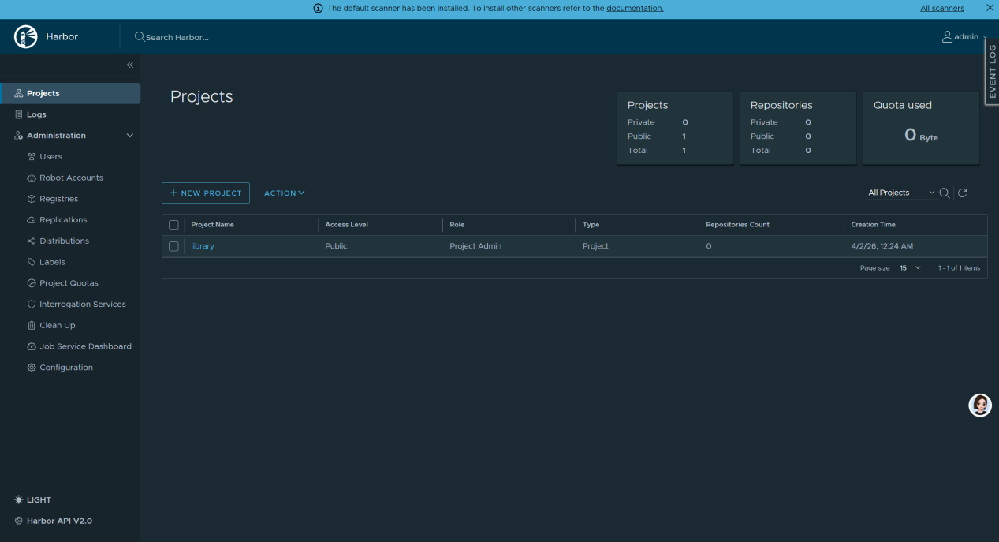 The default scanner has been installed. To install other scanners refer to the documentation.
All scanners
Harbor
Search Harbor...
admin
EVENT LOG
Projects
Logs
Administration
Users
Robot Accounts
Registries
Replications
Distributions
Labels
Project Quotas
Interrogation Services
Clean Up
Job Service Dashboard
Configuration
LIGHT
Harbor API V2.0
Projects
Projects
Private 0
Public 1
Total 1
Repositories
Private 0
Public 0
Total 0
Quota used
0 Byte
NEW PROJECT
ACTION
All Projects
Project Name Access Level Role Type Repositories Count Creation Time
library Public Project Admin Project 0 4/2/26, 12:24 AM
Page size 15 1 - 1 of 1 items